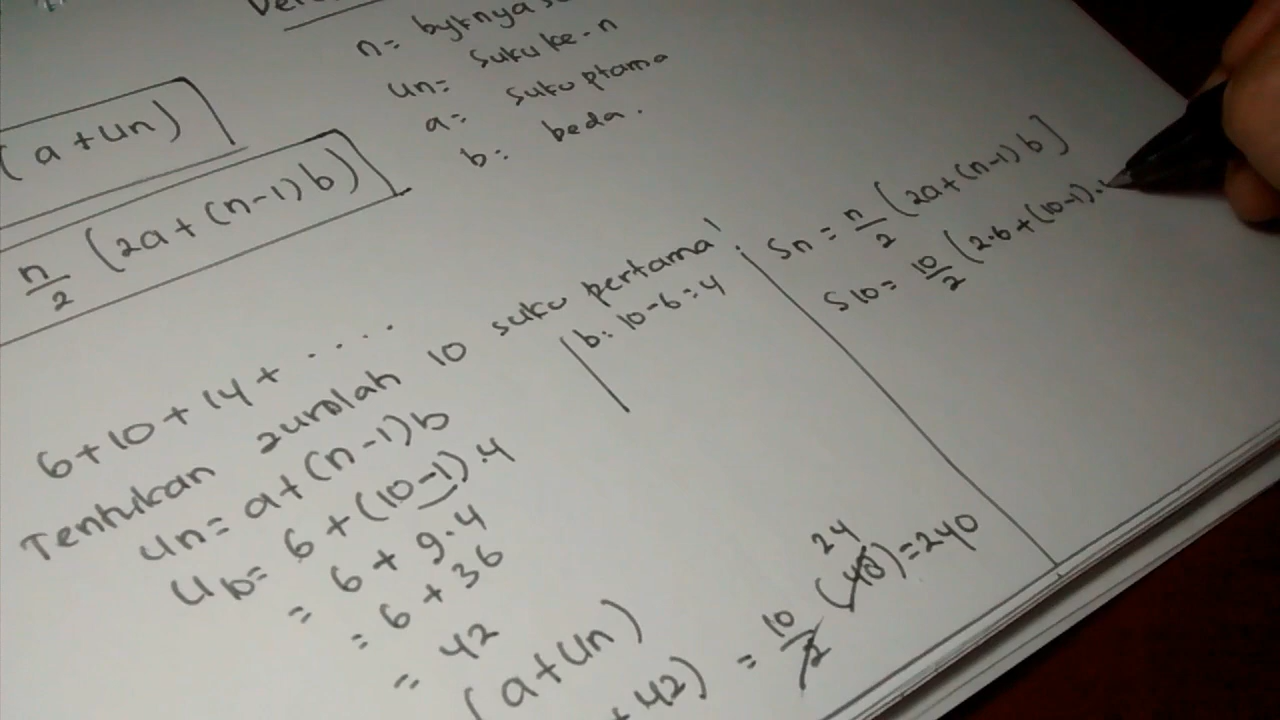 n= byknya
un= suku ke-n
a= suku ptama
b: beda.
(a+un)
n/2 (2a+(n-1)b)
6+10+14+ ....
Tentukan zumlah 10 suku pertama!
un= a+(n-1)b
U10= 6+(10-1).4
= 6+9.4
= 6+36
= 42
(a+un)
+42) = 10/2 (48) = 240
24
b: 10-6=4
Sn = n/2 (2a+(n-1)b]
S10= 10/2 (2.6+(10-1).